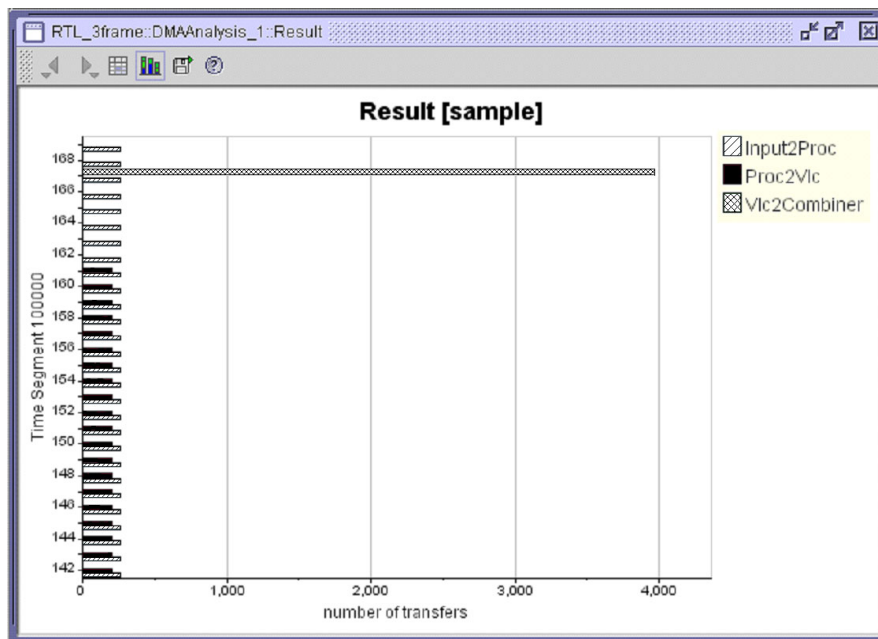 RTL_3frame::DMAAnalysis_1::Result
Result [sample]
Input2Proc
Proc2Vlc
Vlc2Combiner
168
166
164
162
160
158
156
154
152
150
148
146
144
142
Time Segment 100000
0 1,000 2,000 3,000 4,000
number of transfers